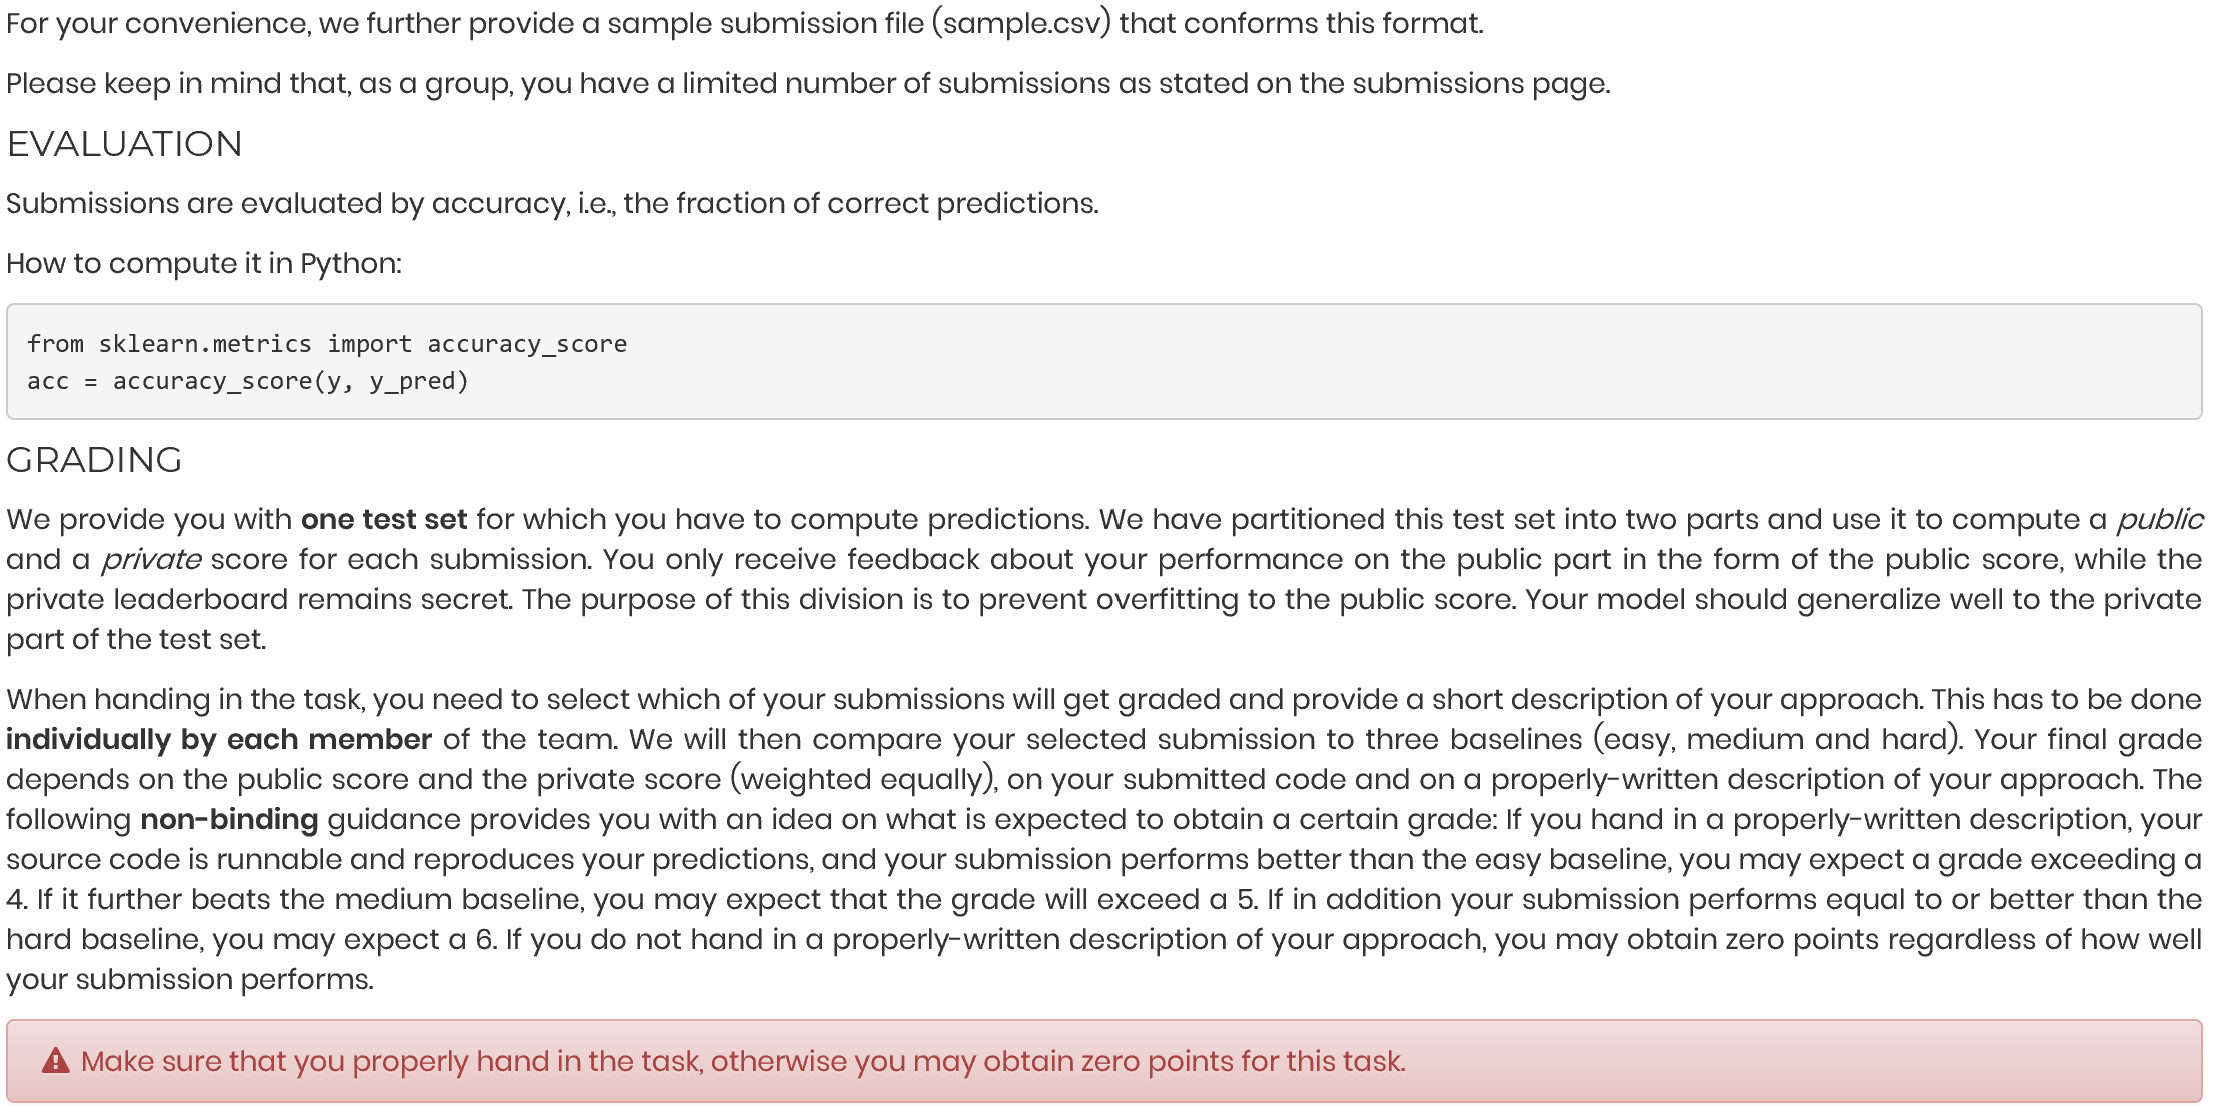 For your convenience, we further provide a sample submission file (sample.csv) that conforms this format.
Please keep in mind that, as a group, you have a limited number of submissions as stated on the submissions page.
EVALUATION
Submissions are evaluated by accuracy, i.e., the fraction of correct predictions.
How to compute it in Python:
from sklearn.metrics import accuracy_score
acc = accuracy_score(y, y_pred)
GRADING
We provide you with one test set for which you have to compute predictions. We have partitioned this test set into two parts and use it to compute a public
and a private score for each submission. You only receive feedback about your performance on the public part in the form of the public score, while the
private leaderboard remains secret. The purpose of this division is to prevent overfitting to the public score. Your model should generalize well to the private
part of the test set.
When handing in the task, you need to select which of your submissions will get graded and provide a short description of your approach. This has to be done
individually by each member of the team. We will then compare your selected submission to three baselines (easy, medium and hard). Your final grade
depends on the public score and the private score (weighted equally), on your submitted code and on a properly-written description of your approach. The
following non-binding guidance provides you with an idea on what is expected to obtain a certain grade: If you hand in a properly-written description, your
source code is runnable and reproduces your predictions, and your submission performs better than the easy baseline, you may expect a grade exceeding a
4. If it further beats the medium baseline, you may expect that the grade will exceed a 5. If in addition your submission performs equal to or better than the
hard baseline, you may expect a 6. If you do not hand in a properly-written description of your approach, you may obtain zero points regardless of how well
your submission performs.
Make sure that you properly hand in the task, otherwise you may obtain zero points for this task.